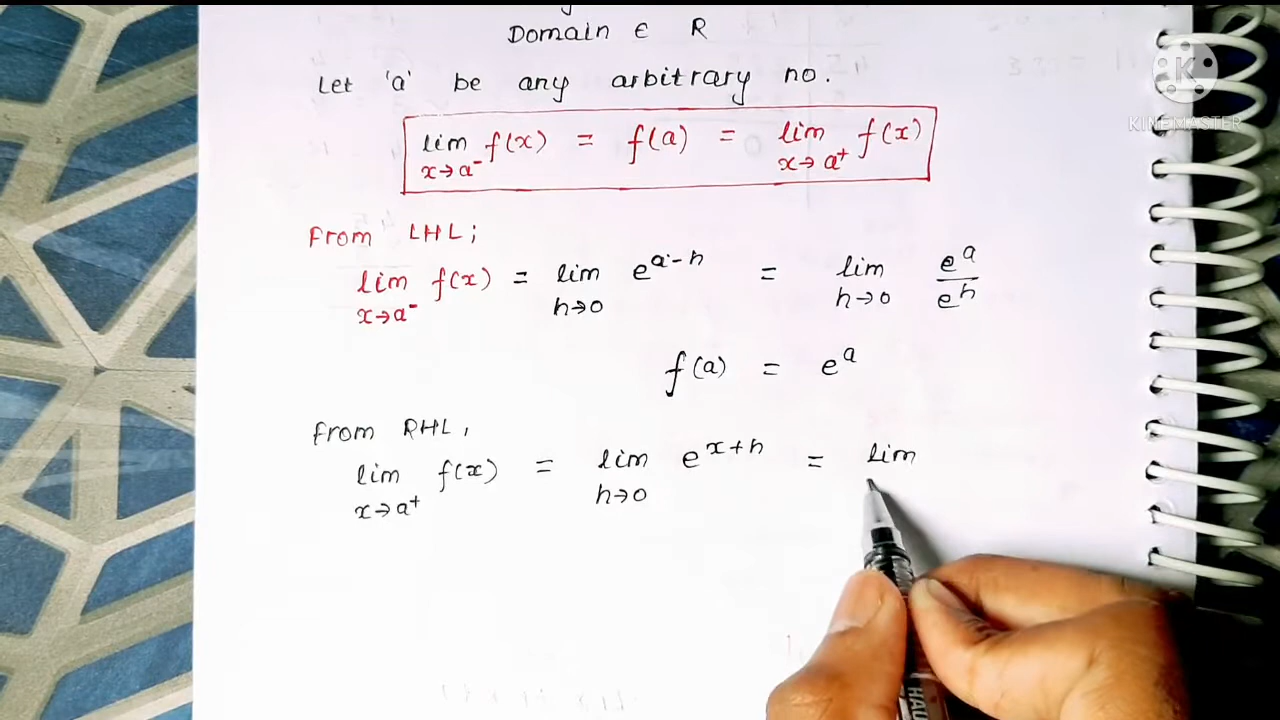 Domain ∈ R
Let 'a' be any arbitrary no.
lim x→a⁻ f(x) = f(a) = lim x→a⁺ f(x)
From LHL;
lim x→a⁻ f(x) = lim h→0 e^(a-h) = lim h→0 e^a/e^h
f(a) = e^a
From RHL,
lim x→a⁺ f(x) = lim h→0 e^(x+h) = lim
K
KINEMASTER
HAU